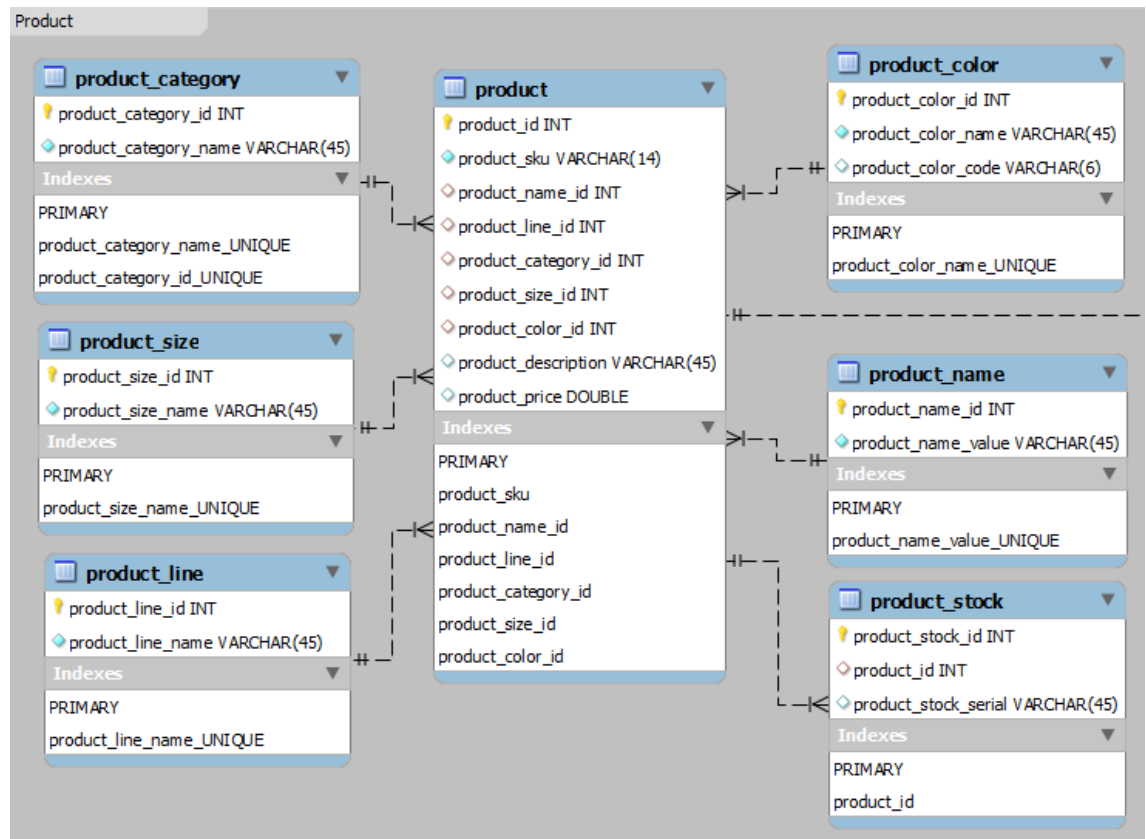 Product
product_category
product_category_id INT
product_category_name VARCHAR(45)
Indexes
PRIMARY
product_category_name_UNIQUE
product_category_id_UNIQUE
product_size
product_size_id INT
product_size_name VARCHAR(45)
Indexes
PRIMARY
product_size_name_UNIQUE
product_line
product_line_id INT
product_line_name VARCHAR(45)
Indexes
PRIMARY
product_line_name_UNIQUE
product
product_id INT
product_sku VARCHAR(14)
product_name_id INT
product_line_id INT
product_category_id INT
product_size_id INT
product_color_id INT
product_description VARCHAR(45)
product_price DOUBLE
Indexes
PRIMARY
product_sku
product_name_id
product_line_id
product_category_id
product_size_id
product_color_id
product_color
product_color_id INT
product_color_name VARCHAR(45)
product_color_code VARCHAR(6)
Indexes
PRIMARY
product_color_name_UNIQUE
product_name
product_name_id INT
product_name_value VARCHAR(45)
Indexes
PRIMARY
product_name_value_UNIQUE
product_stock
product_stock_id INT
product_id INT
product_stock_serial VARCHAR(45)
Indexes
PRIMARY
product_id